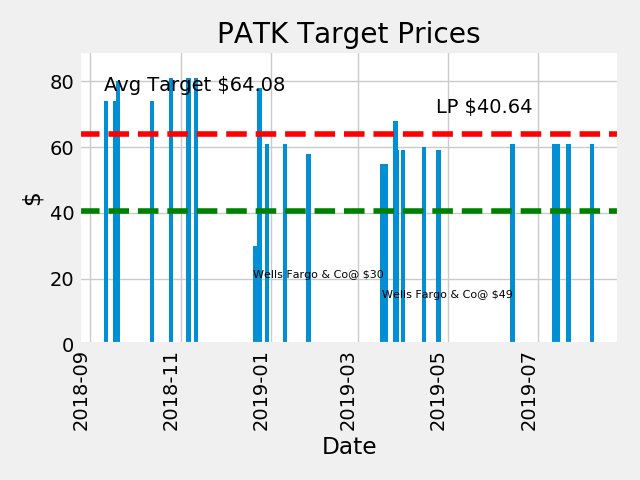 PATK Target Prices
Avg Target $64.08
LP $40.64
Wells Fargo & Co@ $30
Wells Fargo & Co@ $49
$
80
60
40
20
0
2018-09
2018-11
2019-01
2019-03
2019-05
2019-07
Date